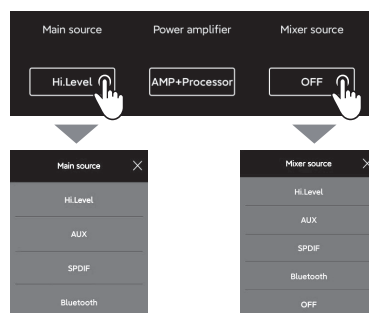 Main source Power amplifier Mixer source
Hi.Level AMP+Processor OFF
Main source
Hi.Level
AUX
SPDIF
Bluetooth
Mixer source
Hi.Level
AUX
SPDIF
Bluetooth
OFF